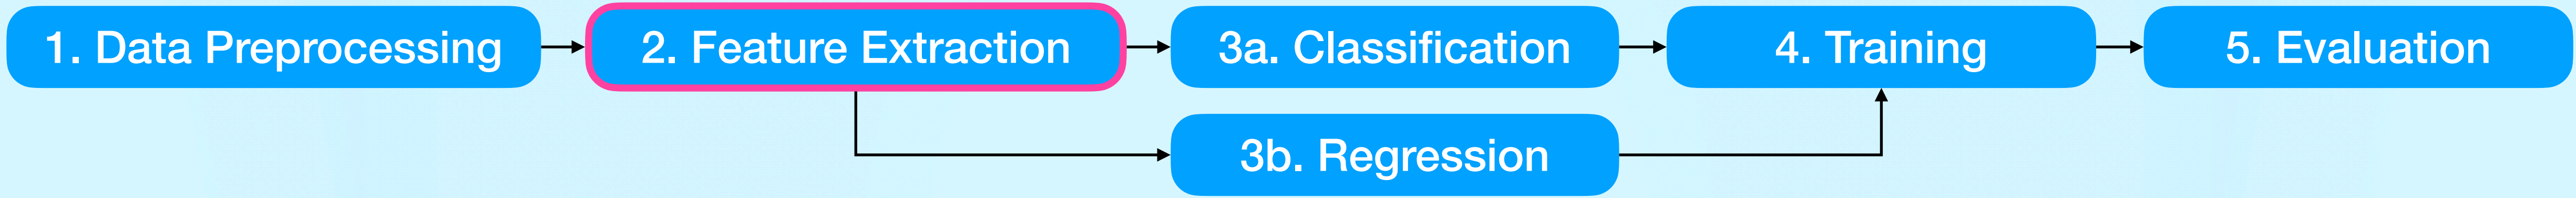 1. Data Preprocessing
2. Feature Extraction
3a. Classification
4. Training
5. Evaluation
3b. Regression